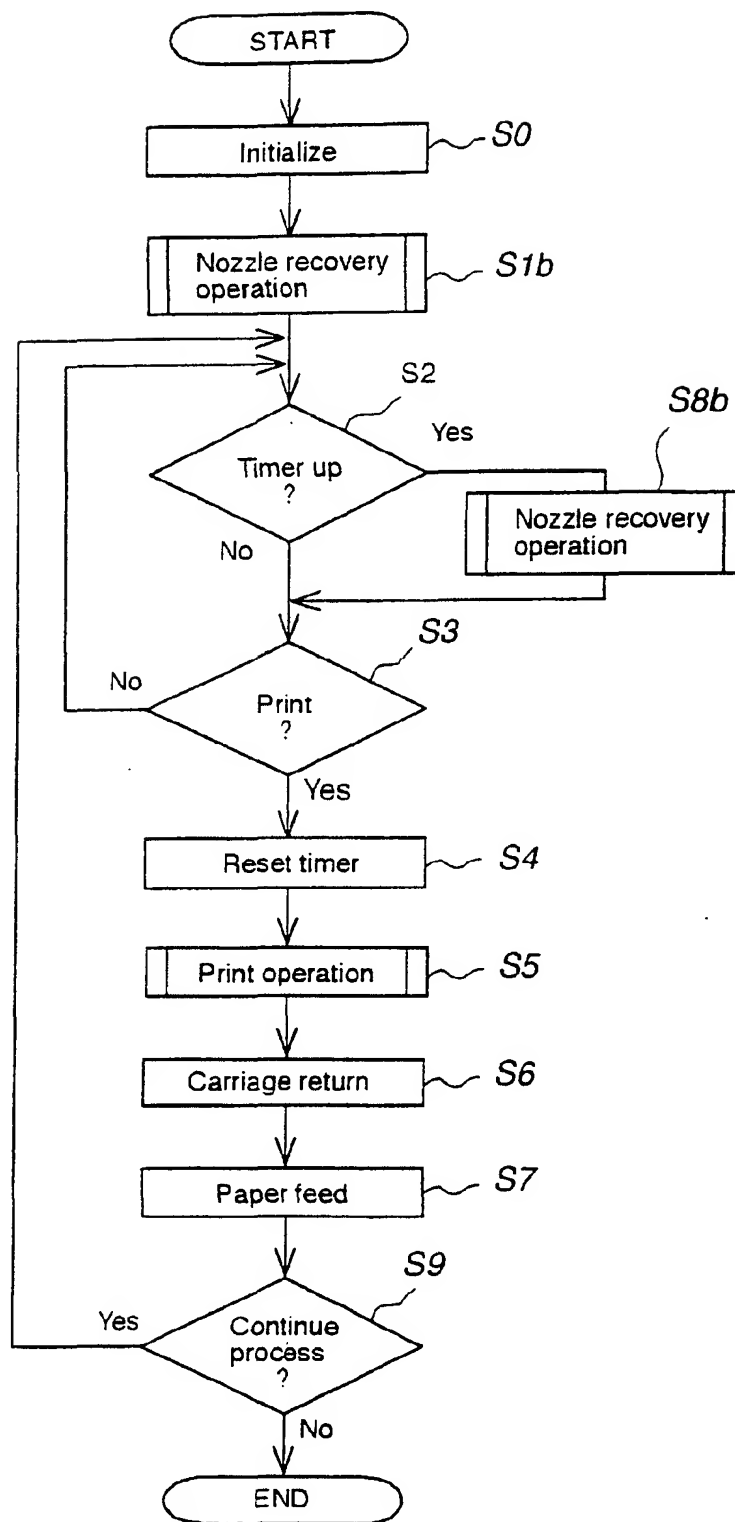 START
Initialize
S0
Nozzle recovery
operation
S1b
S2
Timer up
?
Yes
No
S8b
Nozzle recovery
operation
S3
Print
?
No
Yes
Reset timer
S4
Print operation
S5
Carriage return
S6
Paper feed
S7
S9
Continue
process
?
Yes
No
END